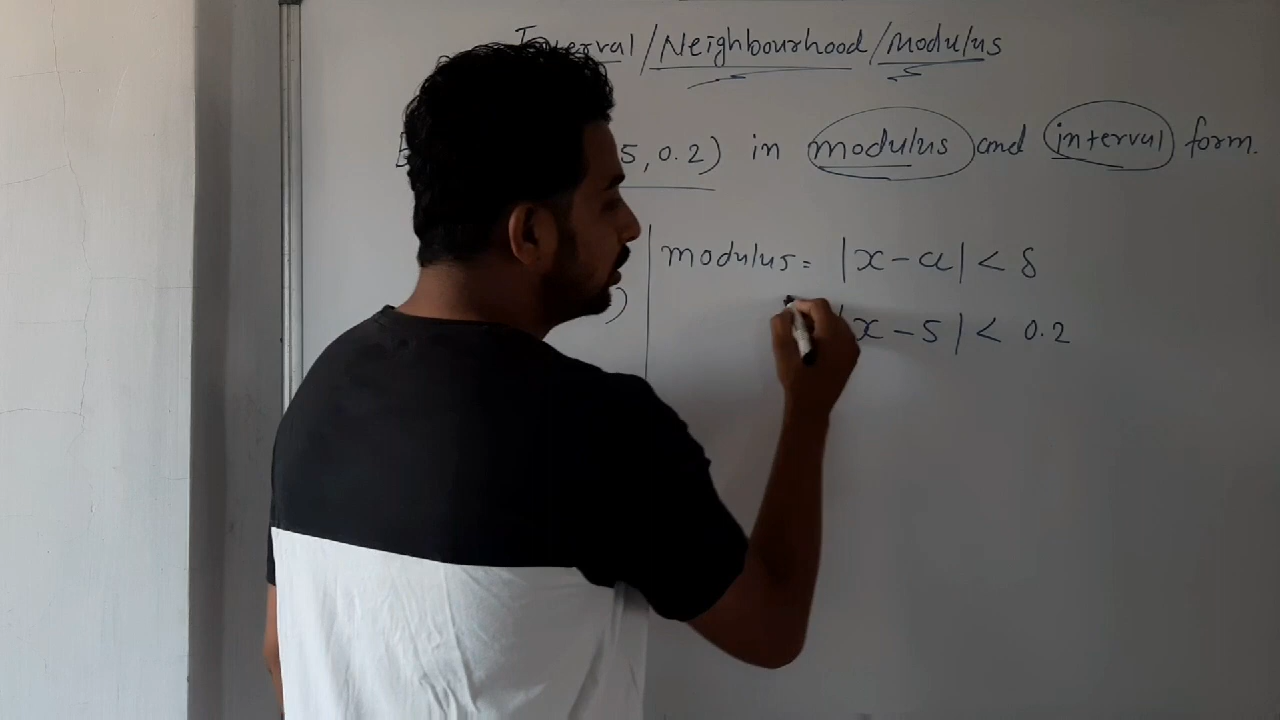 Interval/Neighbourhood/Modulus
5, 0.2) in modulus and interval form.
modulus = |x - a| < δ
)
|x - 5| < 0.2